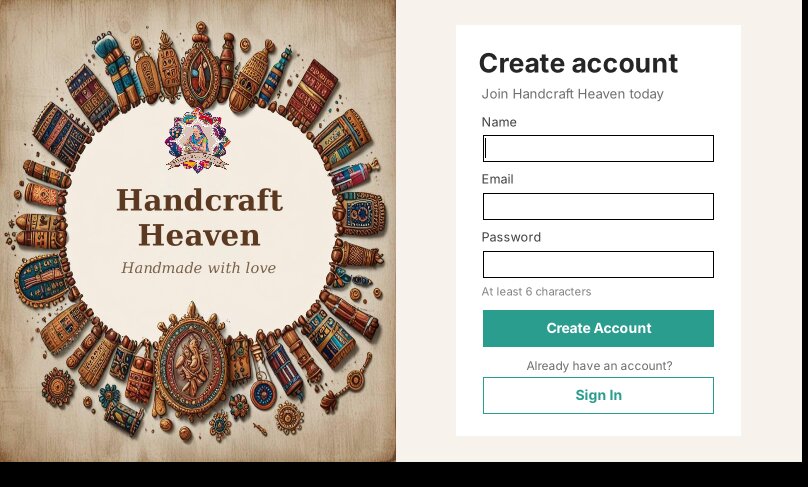 Handcraft
Heaven
Handmade with love
Create account
Join Handcraft Heaven today
Name
Email
Password
At least 6 characters
Create Account
Already have an account?
Sign In